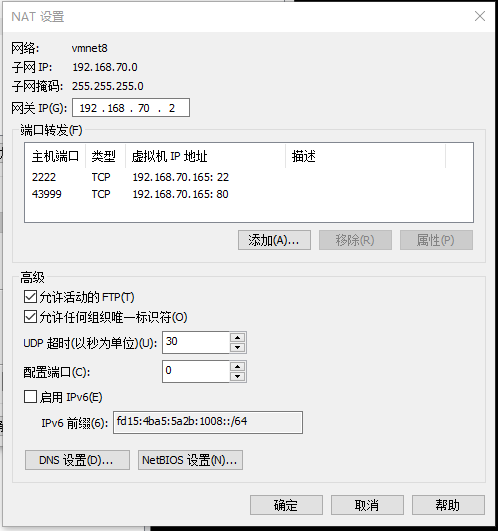 NAT 设置
网络: vmnet8
子网 IP: 192.168.70.0
子网掩码: 255.255.255.0
网关 IP(G): 192 . 168 . 70 . 2
端口转发(F)
主机端口 类型 虚拟机 IP 地址 描述
2222 TCP 192.168.70.165: 22
43999 TCP 192.168.70.165: 80
添加(A)... 移除(R) 属性(P)
高级
允许活动的 FTP(T)
允许任何组织唯一标识符(O)
UDP 超时(以秒为单位)(U): 30
配置端口(C): 0
启用 IPv6(E)
IPv6 前缀(6): fd15:4ba5:5a2b:1008::/64
DNS 设置(D)... NetBIOS 设置(N)...
确定 取消 帮助